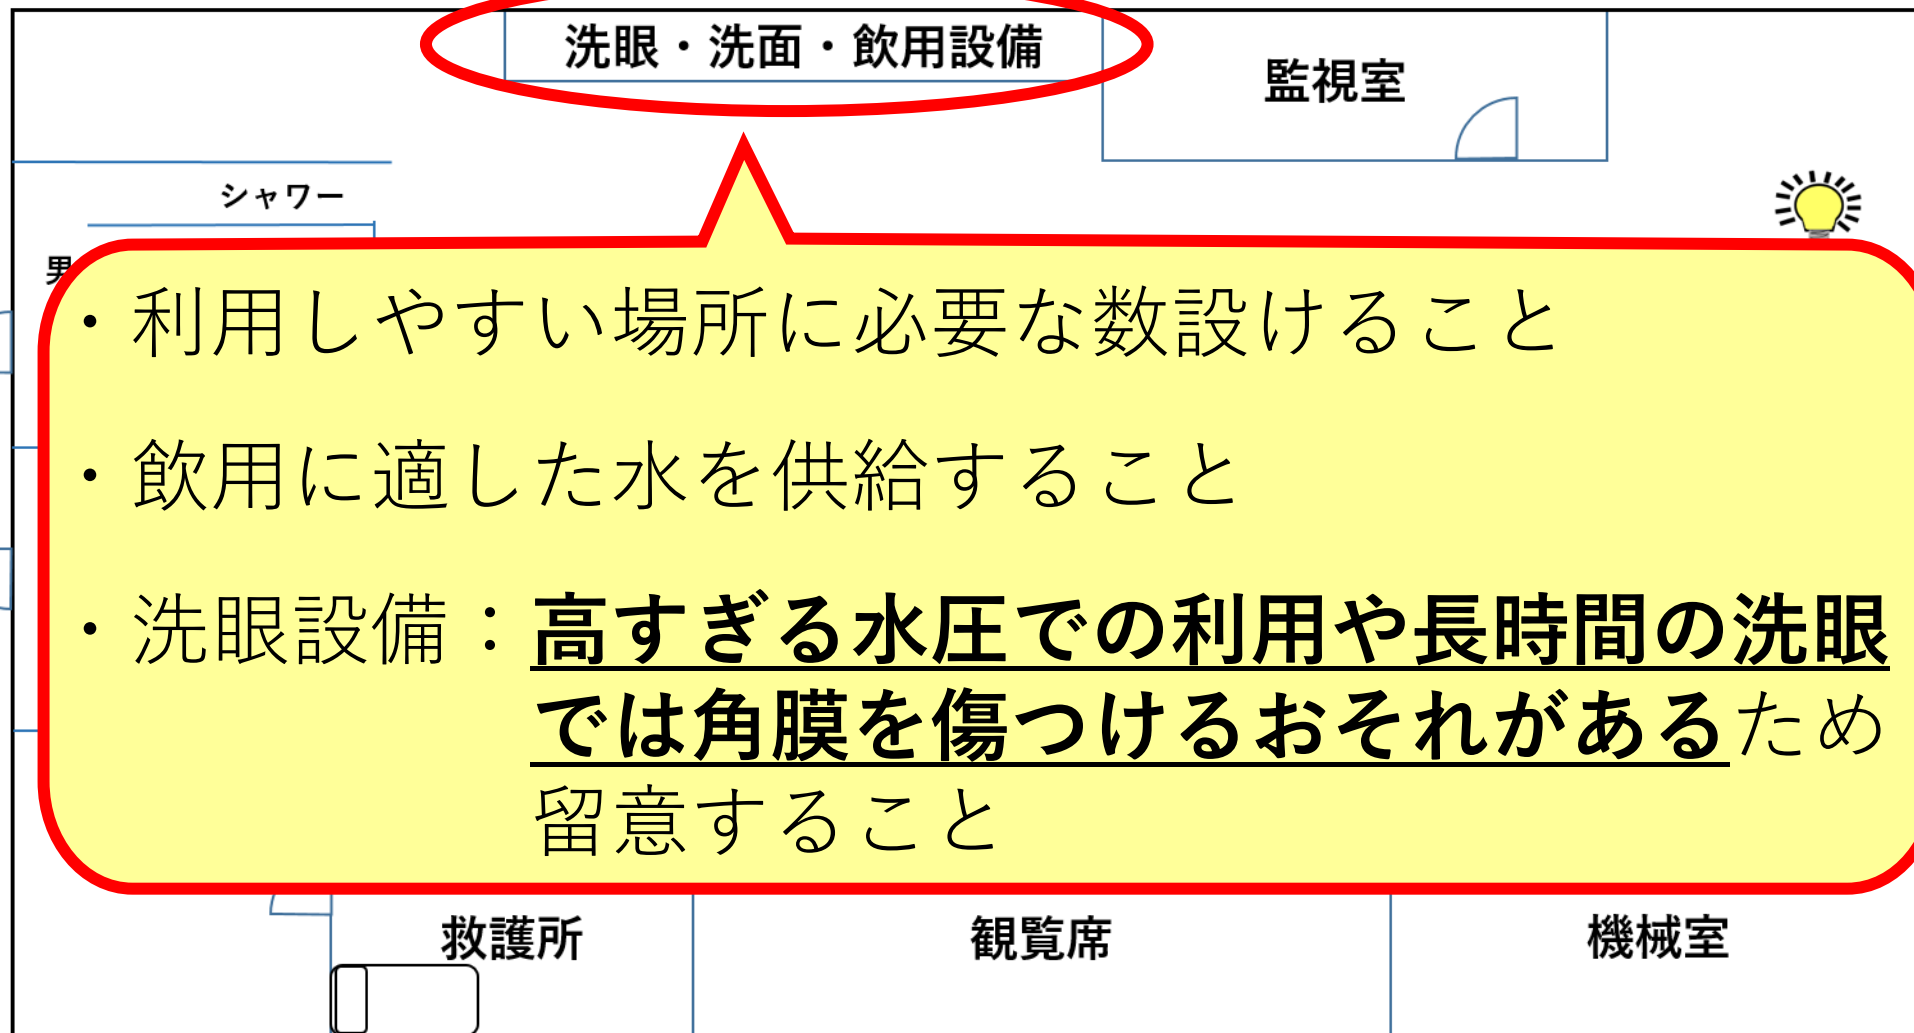 洗眼・洗面・飲用設備
監視室
シャワー
男
・利用しやすい場所に必要な数設けること
・飲用に適した水を供給すること
・洗眼設備：高すぎる水圧での利用や長時間の洗眼
では角膜を傷つけるおそれがあるため
留意すること
救護所
観覧席
機械室